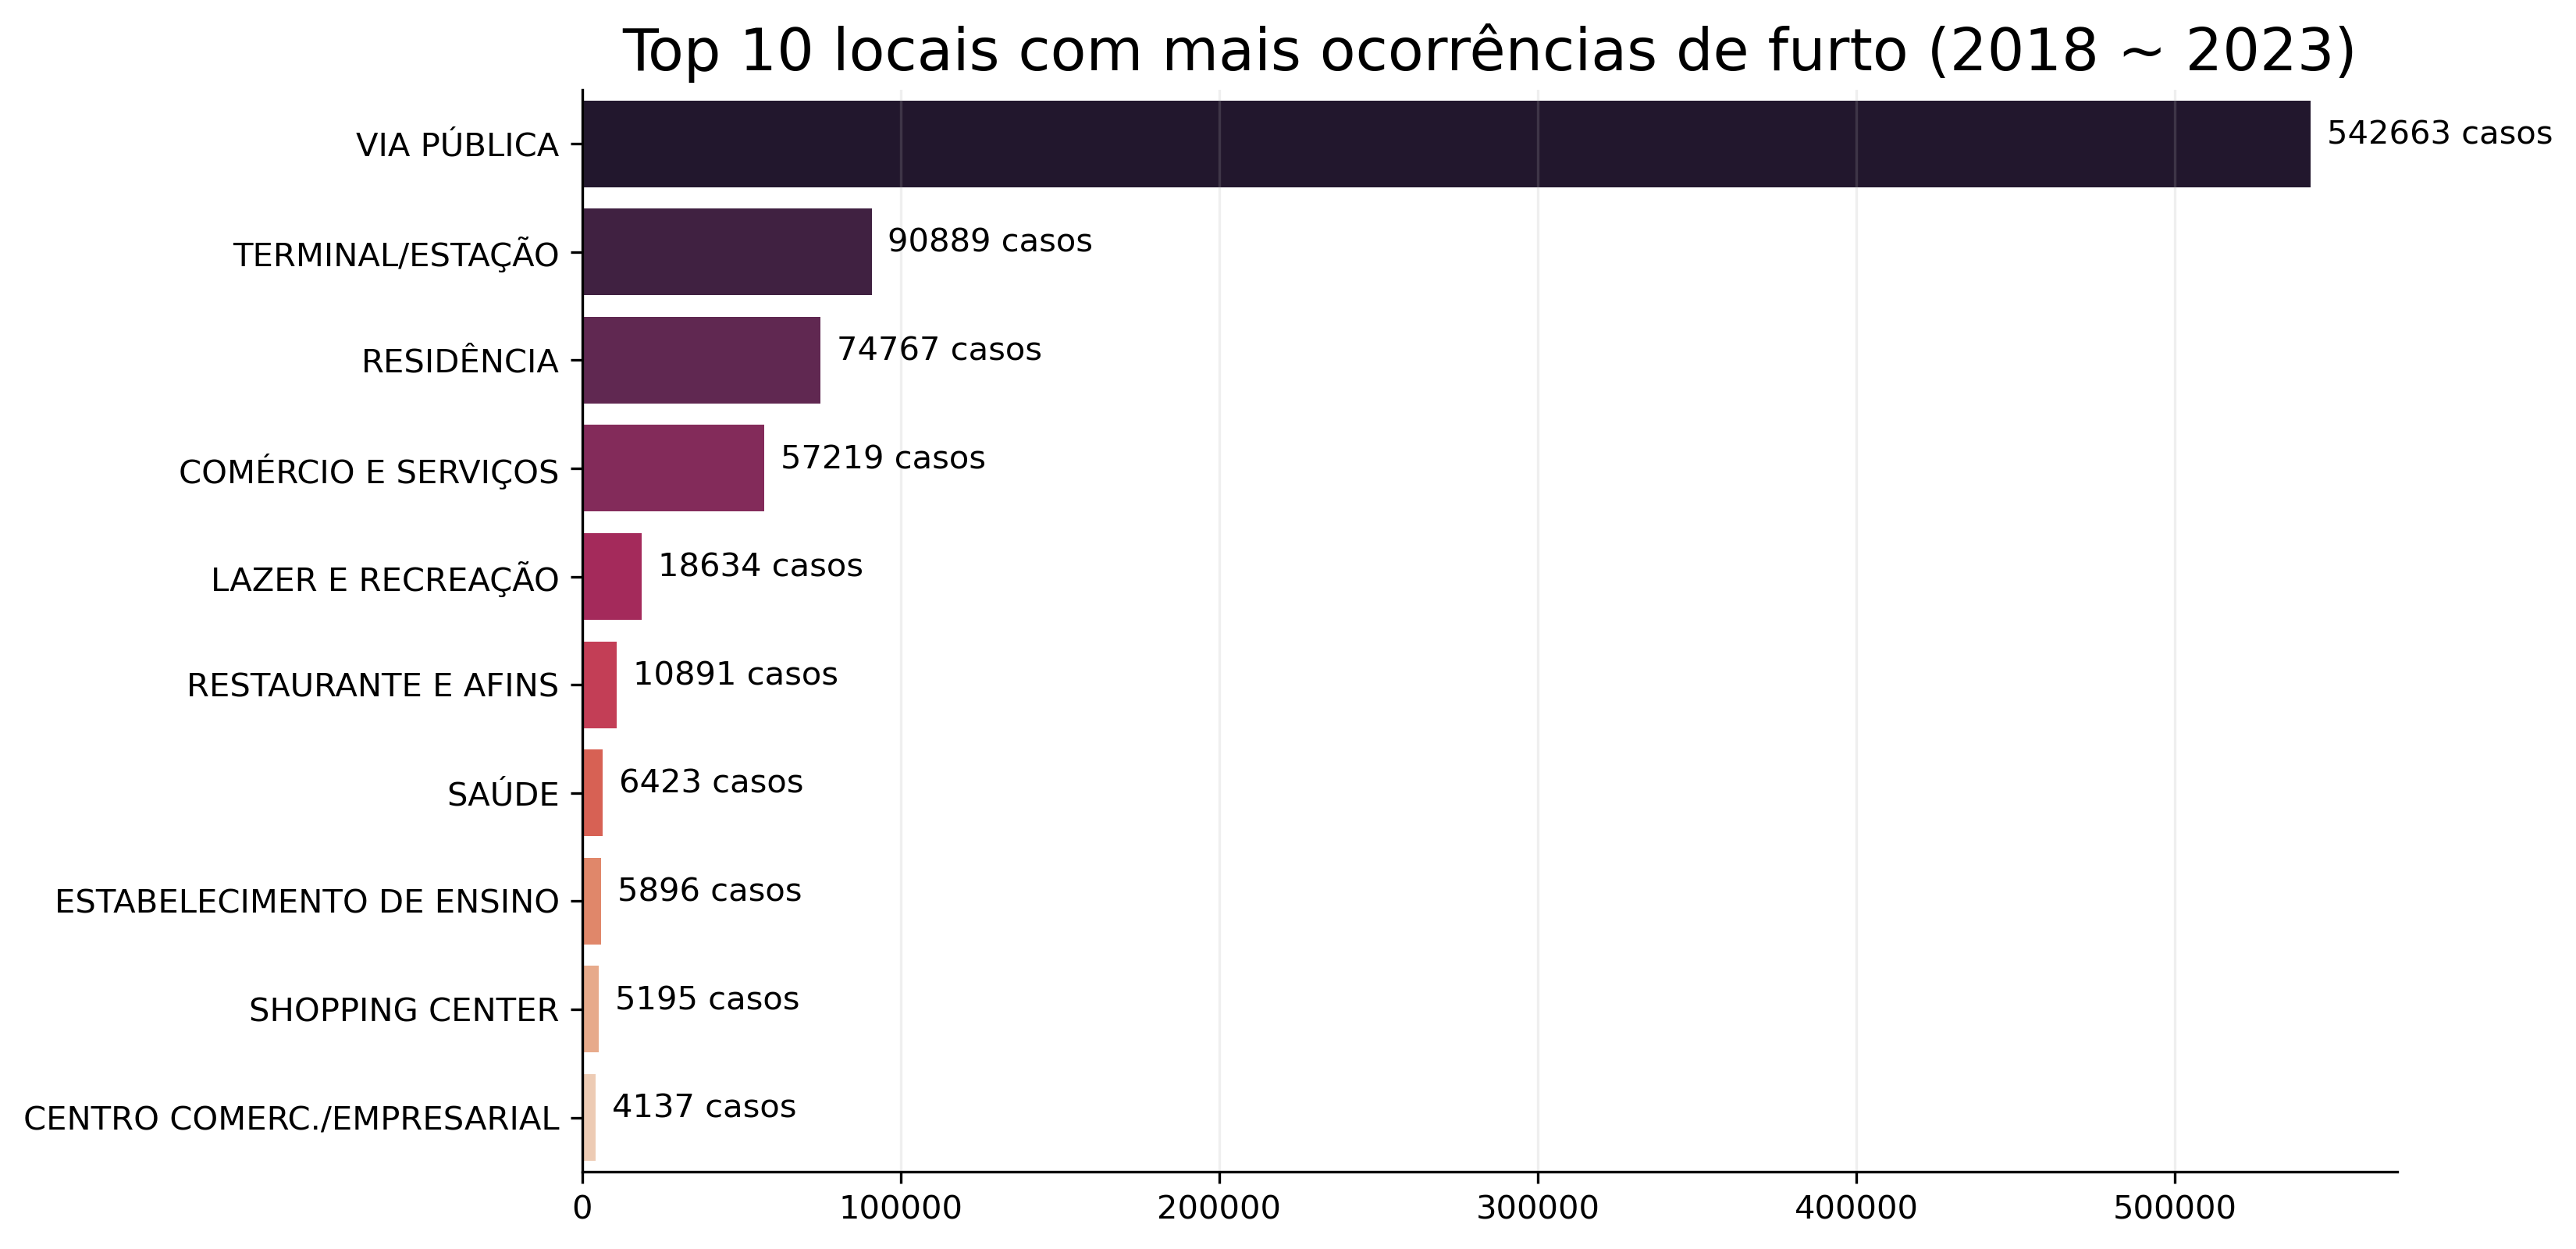 Top 10 locais com mais ocorrências de furto (2018 ~ 2023)
VIA PÚBLICA 542663 casos
TERMINAL/ESTAÇÃO 90889 casos
RESIDÊNCIA 74767 casos
COMÉRCIO E SERVIÇOS 57219 casos
LAZER E RECREAÇÃO 18634 casos
RESTAURANTE E AFINS 10891 casos
SAÚDE 6423 casos
ESTABELECIMENTO DE ENSINO 5896 casos
SHOPPING CENTER 5195 casos
CENTRO COMERC./EMPRESARIAL 4137 casos
0 100000 200000 300000 400000 500000